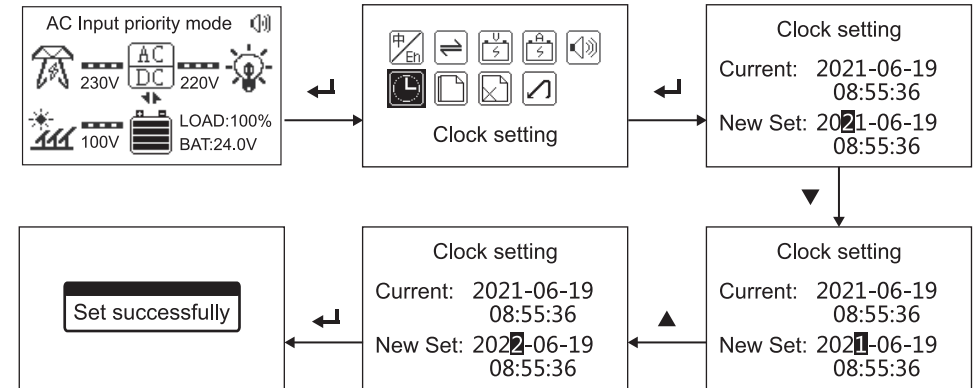 AC Input priority mode
AC
DC
230V
220V
100V
LOAD:100%
BAT:24.0V
中/En
U
A
Clock setting
Clock setting
Current: 2021-06-19
08:55:36
New Set: 2021-06-19
08:55:36
Clock setting
Current: 2021-06-19
08:55:36
New Set: 2021-06-19
08:55:36
Clock setting
Current: 2021-06-19
08:55:36
New Set: 2022-06-19
08:55:36
Set successfully